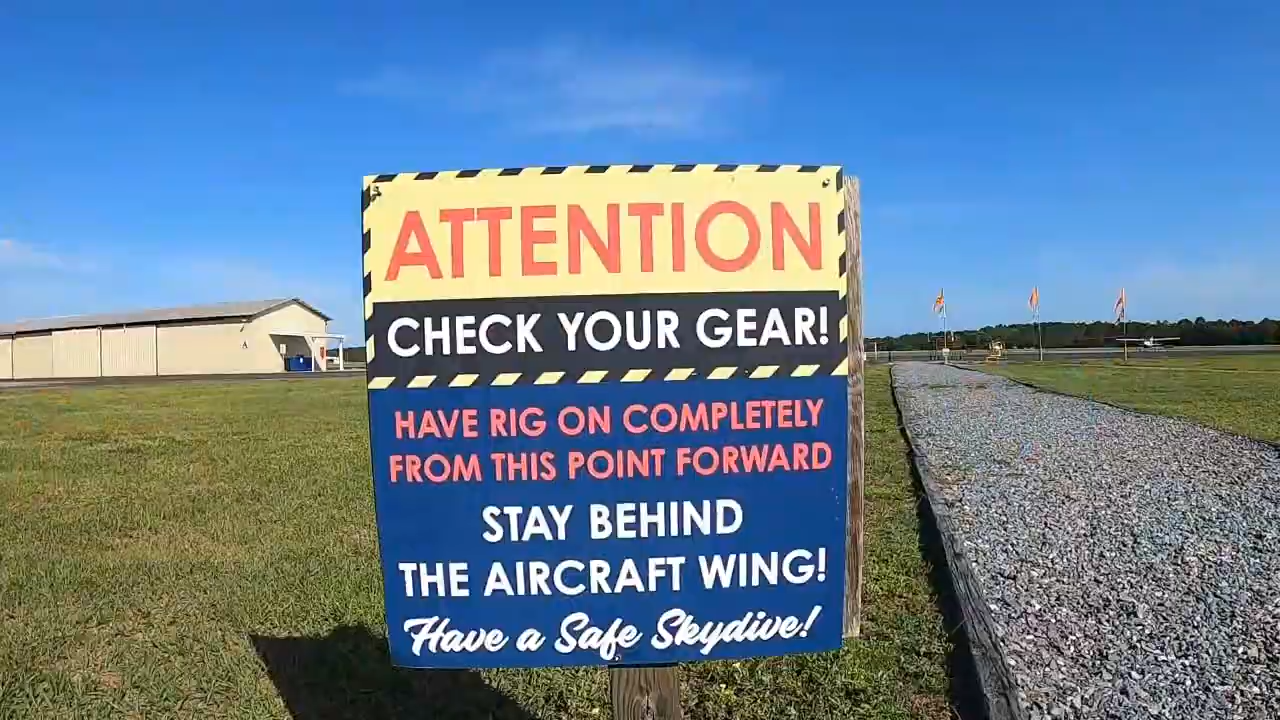 ATTENTION
CHECK YOUR GEAR!
HAVE RIG ON COMPLETELY
FROM THIS POINT FORWARD
STAY BEHIND
THE AIRCRAFT WING!
Have a Safe Skydive!
A